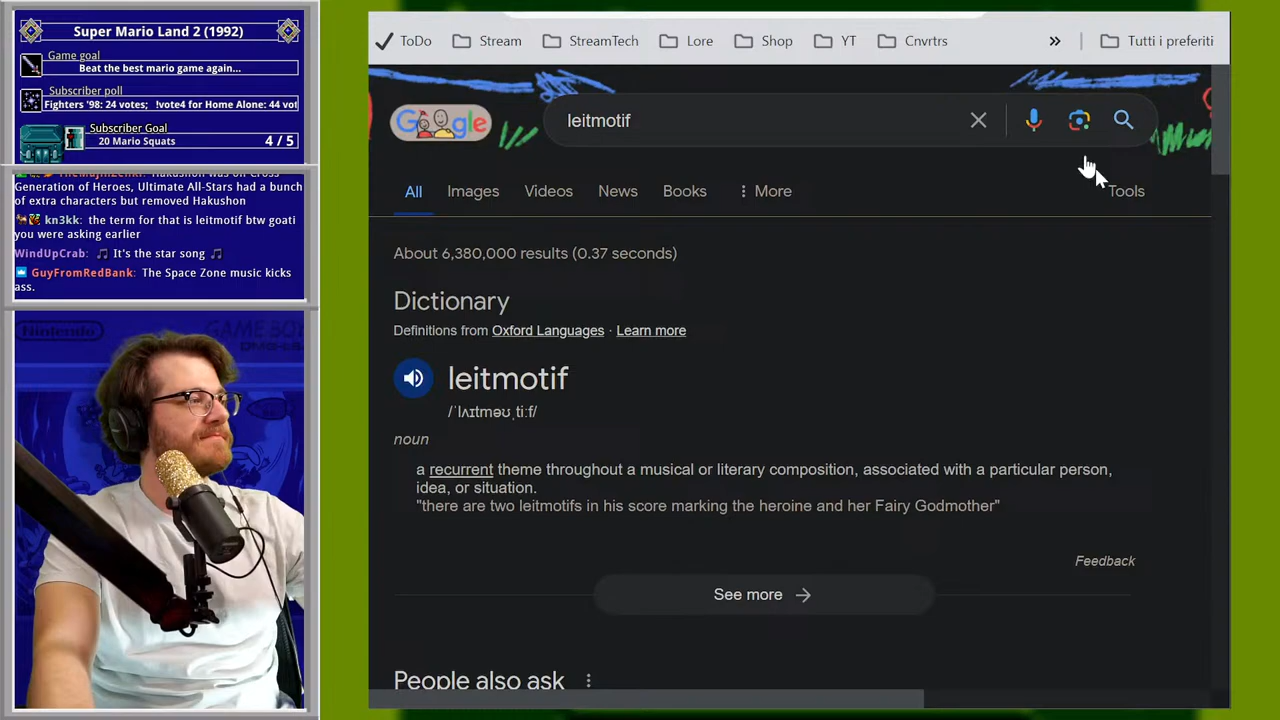 Super Mario Land 2 (1992)
Game goal
Beat the best mario game again...
Subscriber poll
Fighters '98: 24 votes; !vote4 for Home Alone: 44 vot
Subscriber Goal
20 Mario Squats
4 / 5
Generation of Heroes, Ultimate All-Stars had a bunch
of extra characters but removed Hakushon
kn3kk: the term for that is leitmotif btw goati
you were asking earlier
WindUpCrab: 🎵 It's the star song 🎵
GuyFromRedBank: The Space Zone music kicks
ass.
Nintendo
GAME BOY
ToDo
Stream
StreamTech
Lore
Shop
YT
Cnvrtrs
»
Tutti i preferiti
Google
leitmotif
All
Images
Videos
News
Books
More
Tools
About 6,380,000 results (0.37 seconds)
Dictionary
Definitions from Oxford Languages · Learn more
leitmotif
/ˈlʌɪtməʊˌtiːf/
noun
a recurrent theme throughout a musical or literary composition, associated with a particular person,
idea, or situation.
"there are two leitmotifs in his score marking the heroine and her Fairy Godmother"
Feedback
See more
People also ask